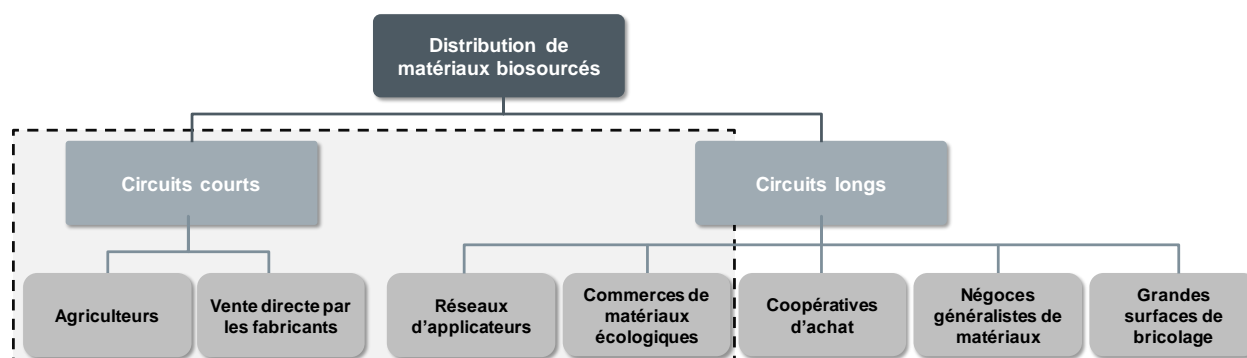 Distribution de
matériaux biosourcés
Circuits courts
Circuits longs
Agriculteurs
Vente directe par
les fabricants
Réseaux
d'applicateurs
Commerces de
matériaux
écologiques
Coopératives
d'achat
Négoces
généralistes de
matériaux
Grandes
surfaces de
bricolage